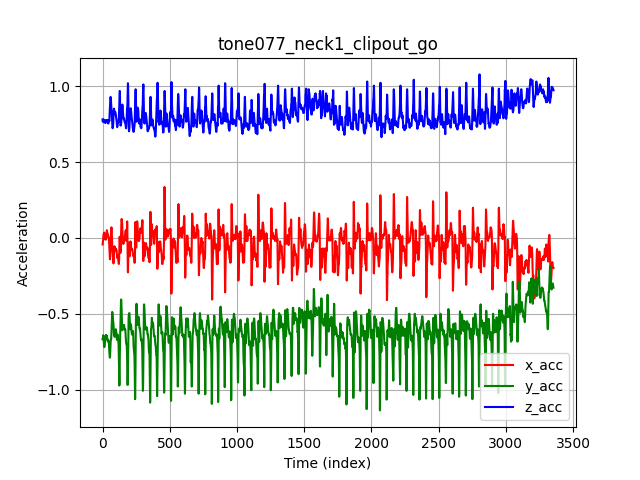 tone077_neck1_clipout_go
Acceleration
1.0
0.5
0.0
−0.5
−1.0
x_acc
y_acc
z_acc
0 500 1000 1500 2000 2500 3000 3500
Time (index)